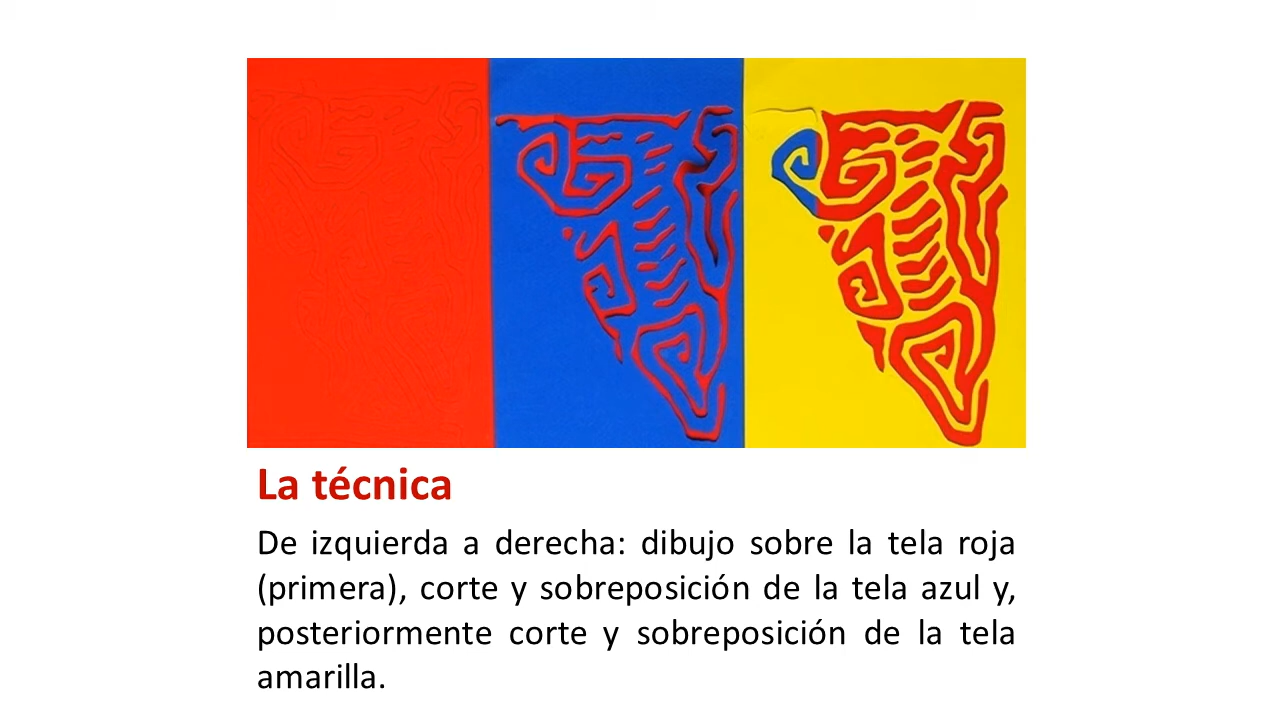 La técnica
De izquierda a derecha: dibujo sobre la tela roja
(primera), corte y sobreposición de la tela azul y,
posteriormente corte y sobreposición de la tela
amarilla.